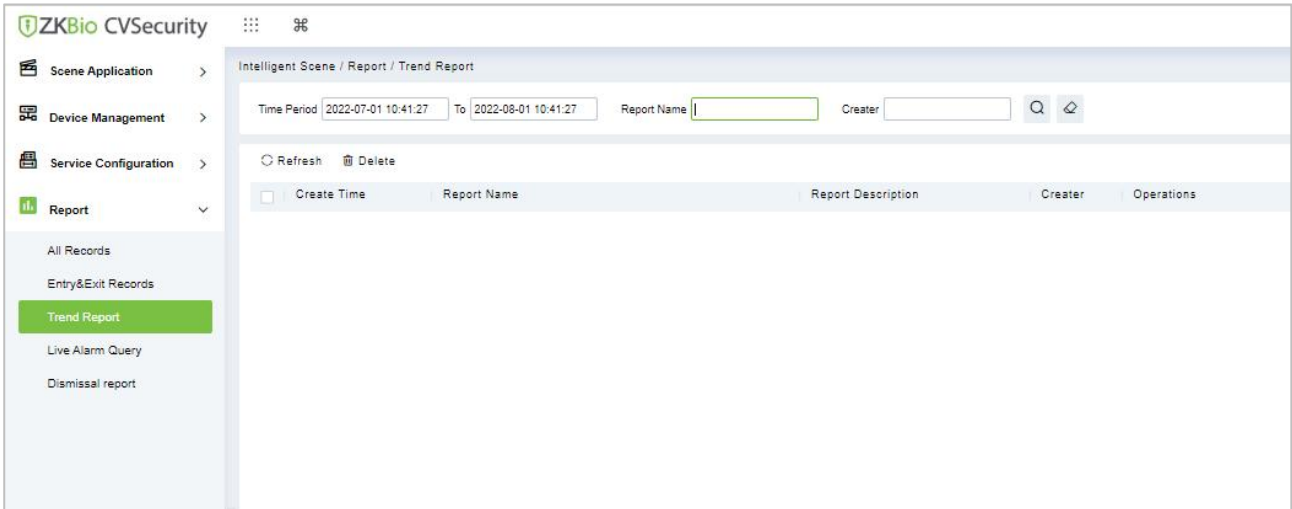 ZKBio CVSecurity
Scene Application
Device Management
Service Configuration
Report
All Records
Entry&Exit Records
Trend Report
Live Alarm Query
Dismissal report
Intelligent Scene / Report / Trend Report
Time Period 2022-07-01 10:41:27 To 2022-08-01 10:41:27 Report Name Creater
Refresh Delete
Create Time Report Name Report Description Creater Operations